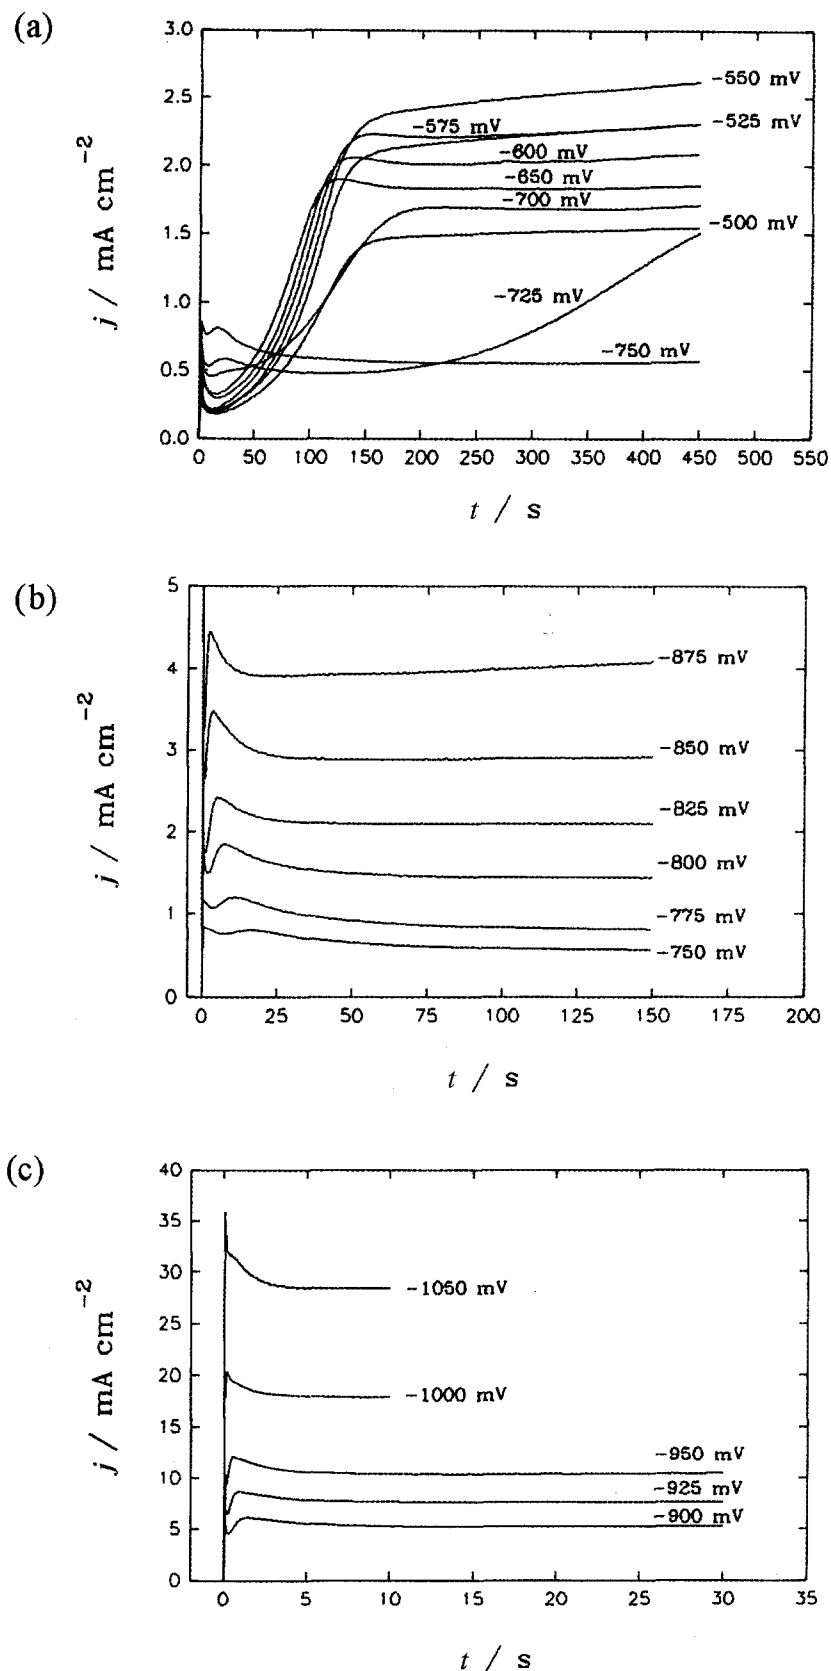 (a)
3.0
2.5
2.0
1.5
1.0
0.5
0.0
j / mA cm⁻²
-550 mV
-575 mV
-525 mV
-600 mV
-650 mV
-700 mV
-500 mV
-725 mV
-750 mV
0 50 100 150 200 250 300 350 400 450 500 550
t / s
(b)
5
4
3
2
1
0
j / mA cm⁻²
-875 mV
-850 mV
-825 mV
-800 mV
-775 mV
-750 mV
0 25 50 75 100 125 150 175 200
t / s
(c)
40
35
30
25
20
15
10
5
0
j / mA cm⁻²
-1050 mV
-1000 mV
-950 mV
-925 mV
-900 mV
0 5 10 15 20 25 30 35
t / s